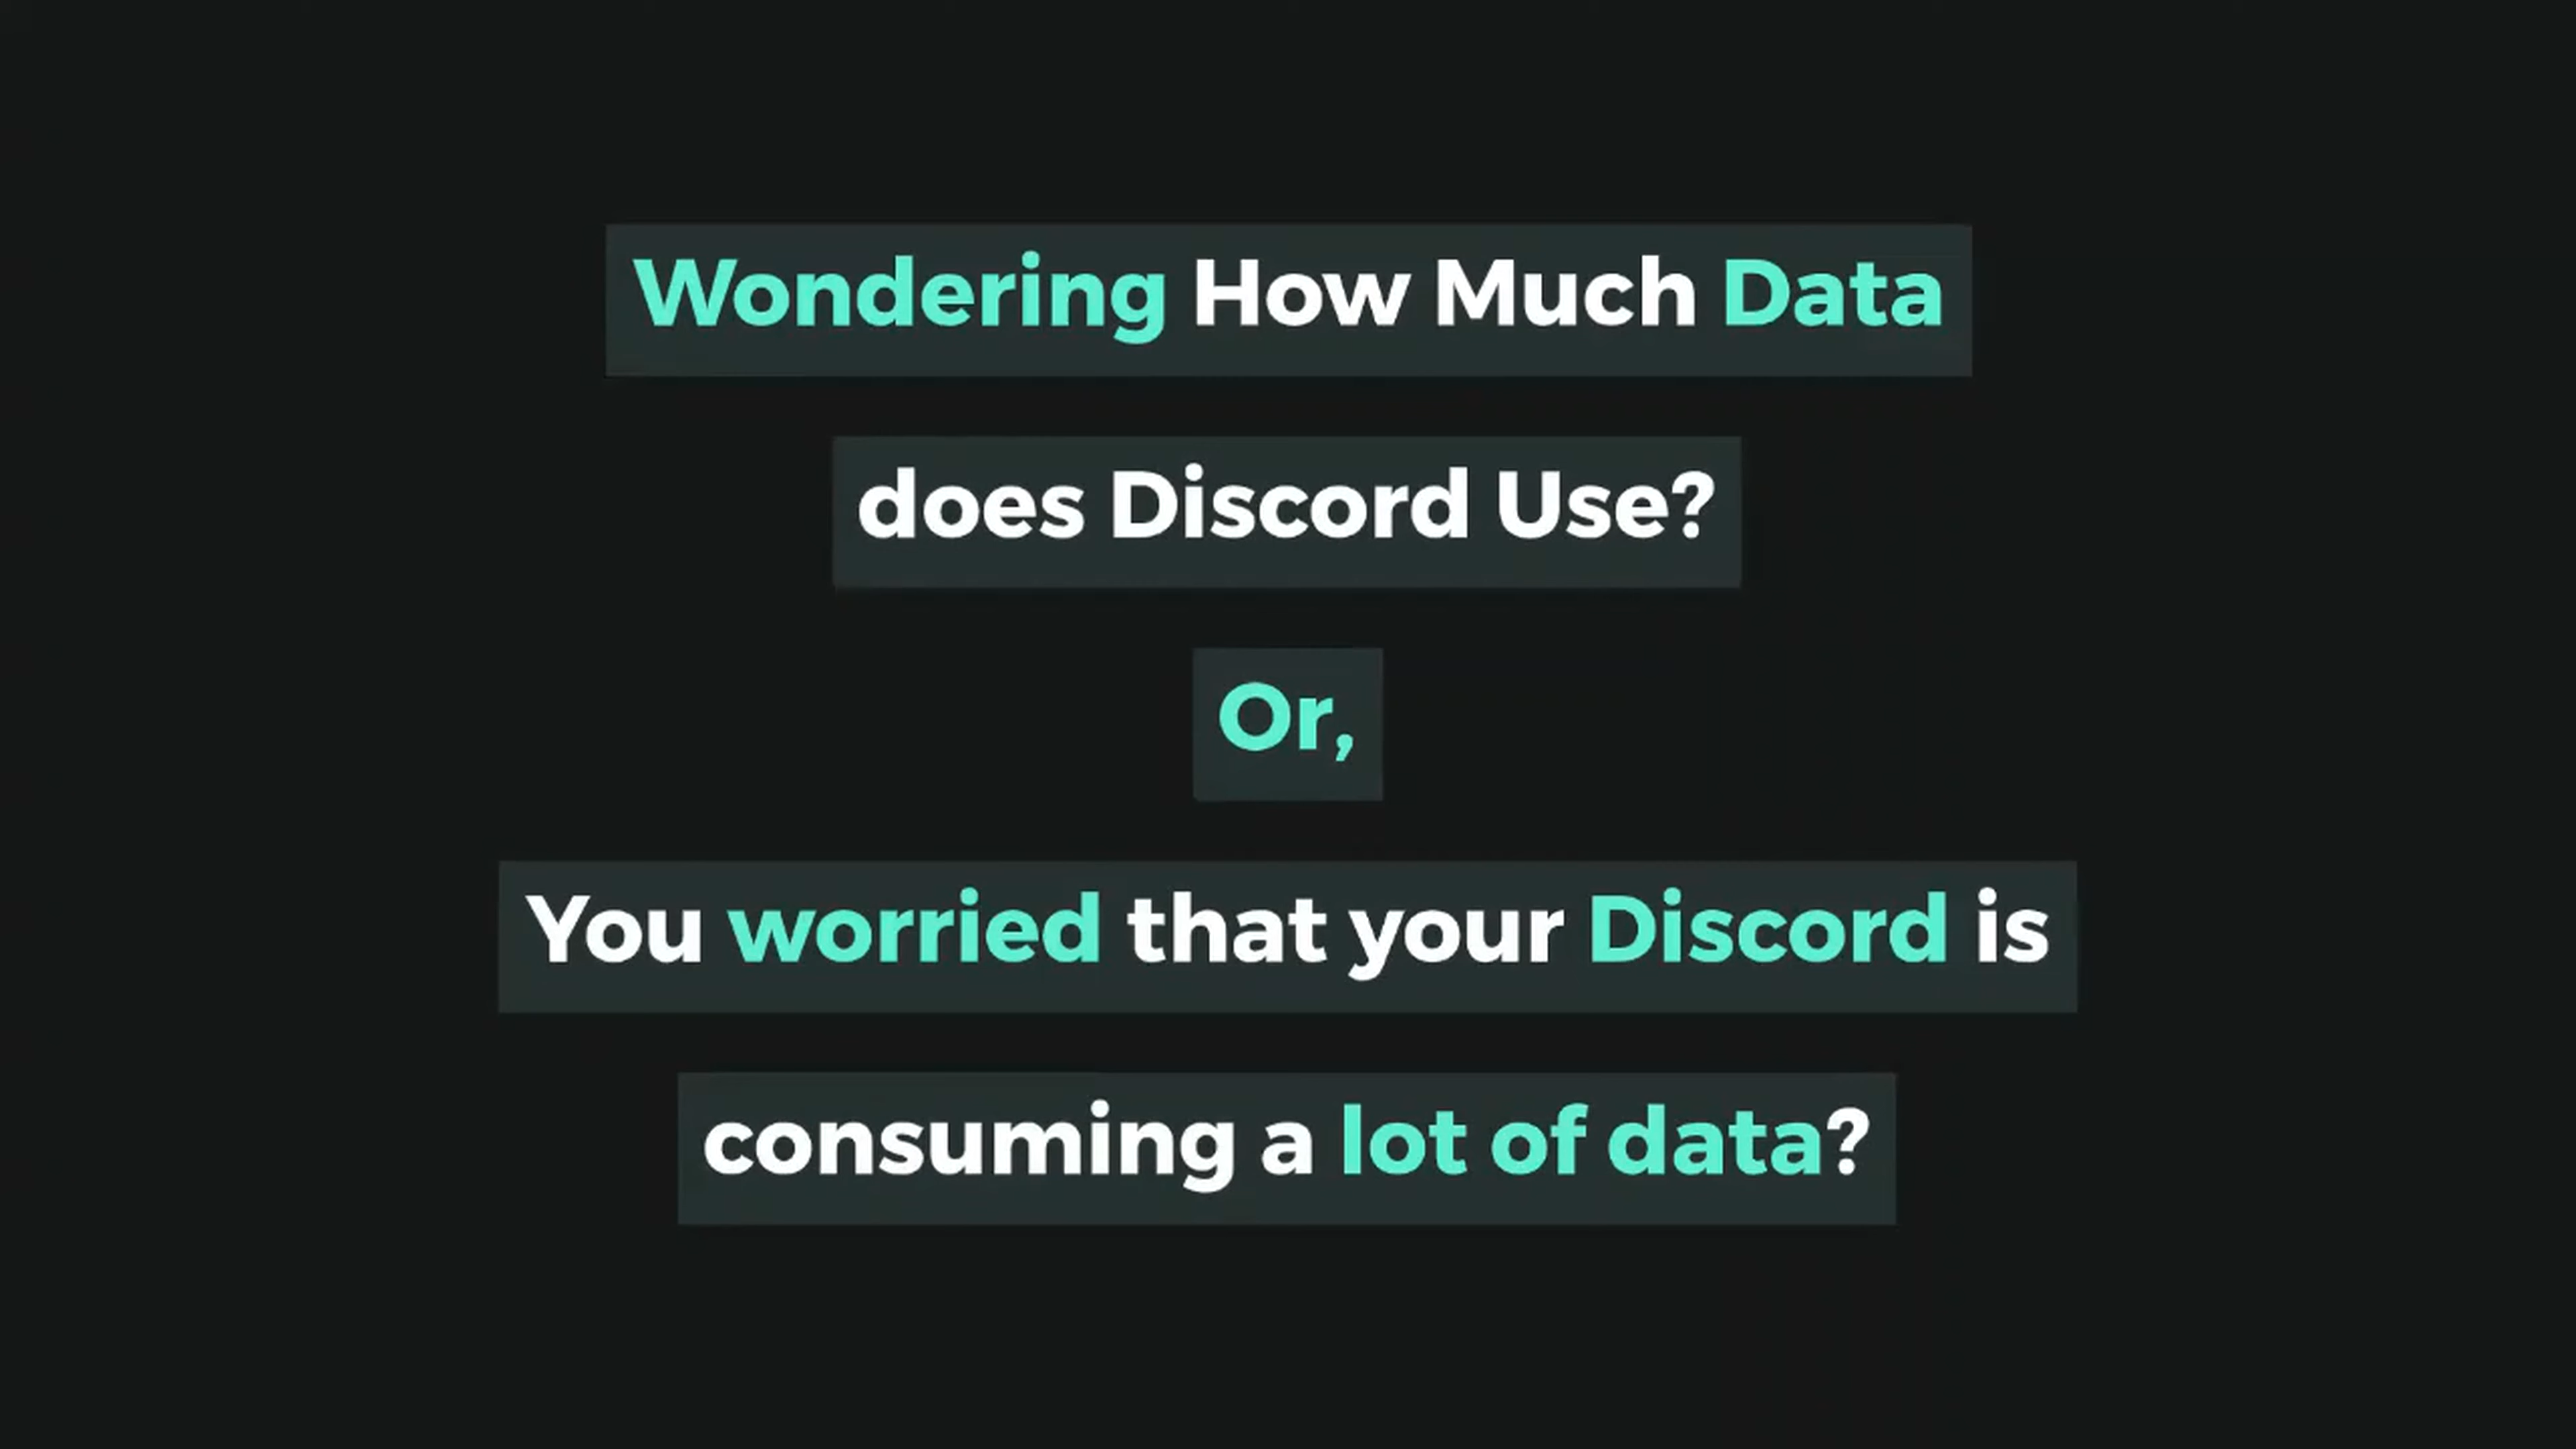 Wondering How Much Data
does Discord Use?
Or,
You worried that your Discord is
consuming a lot of data?